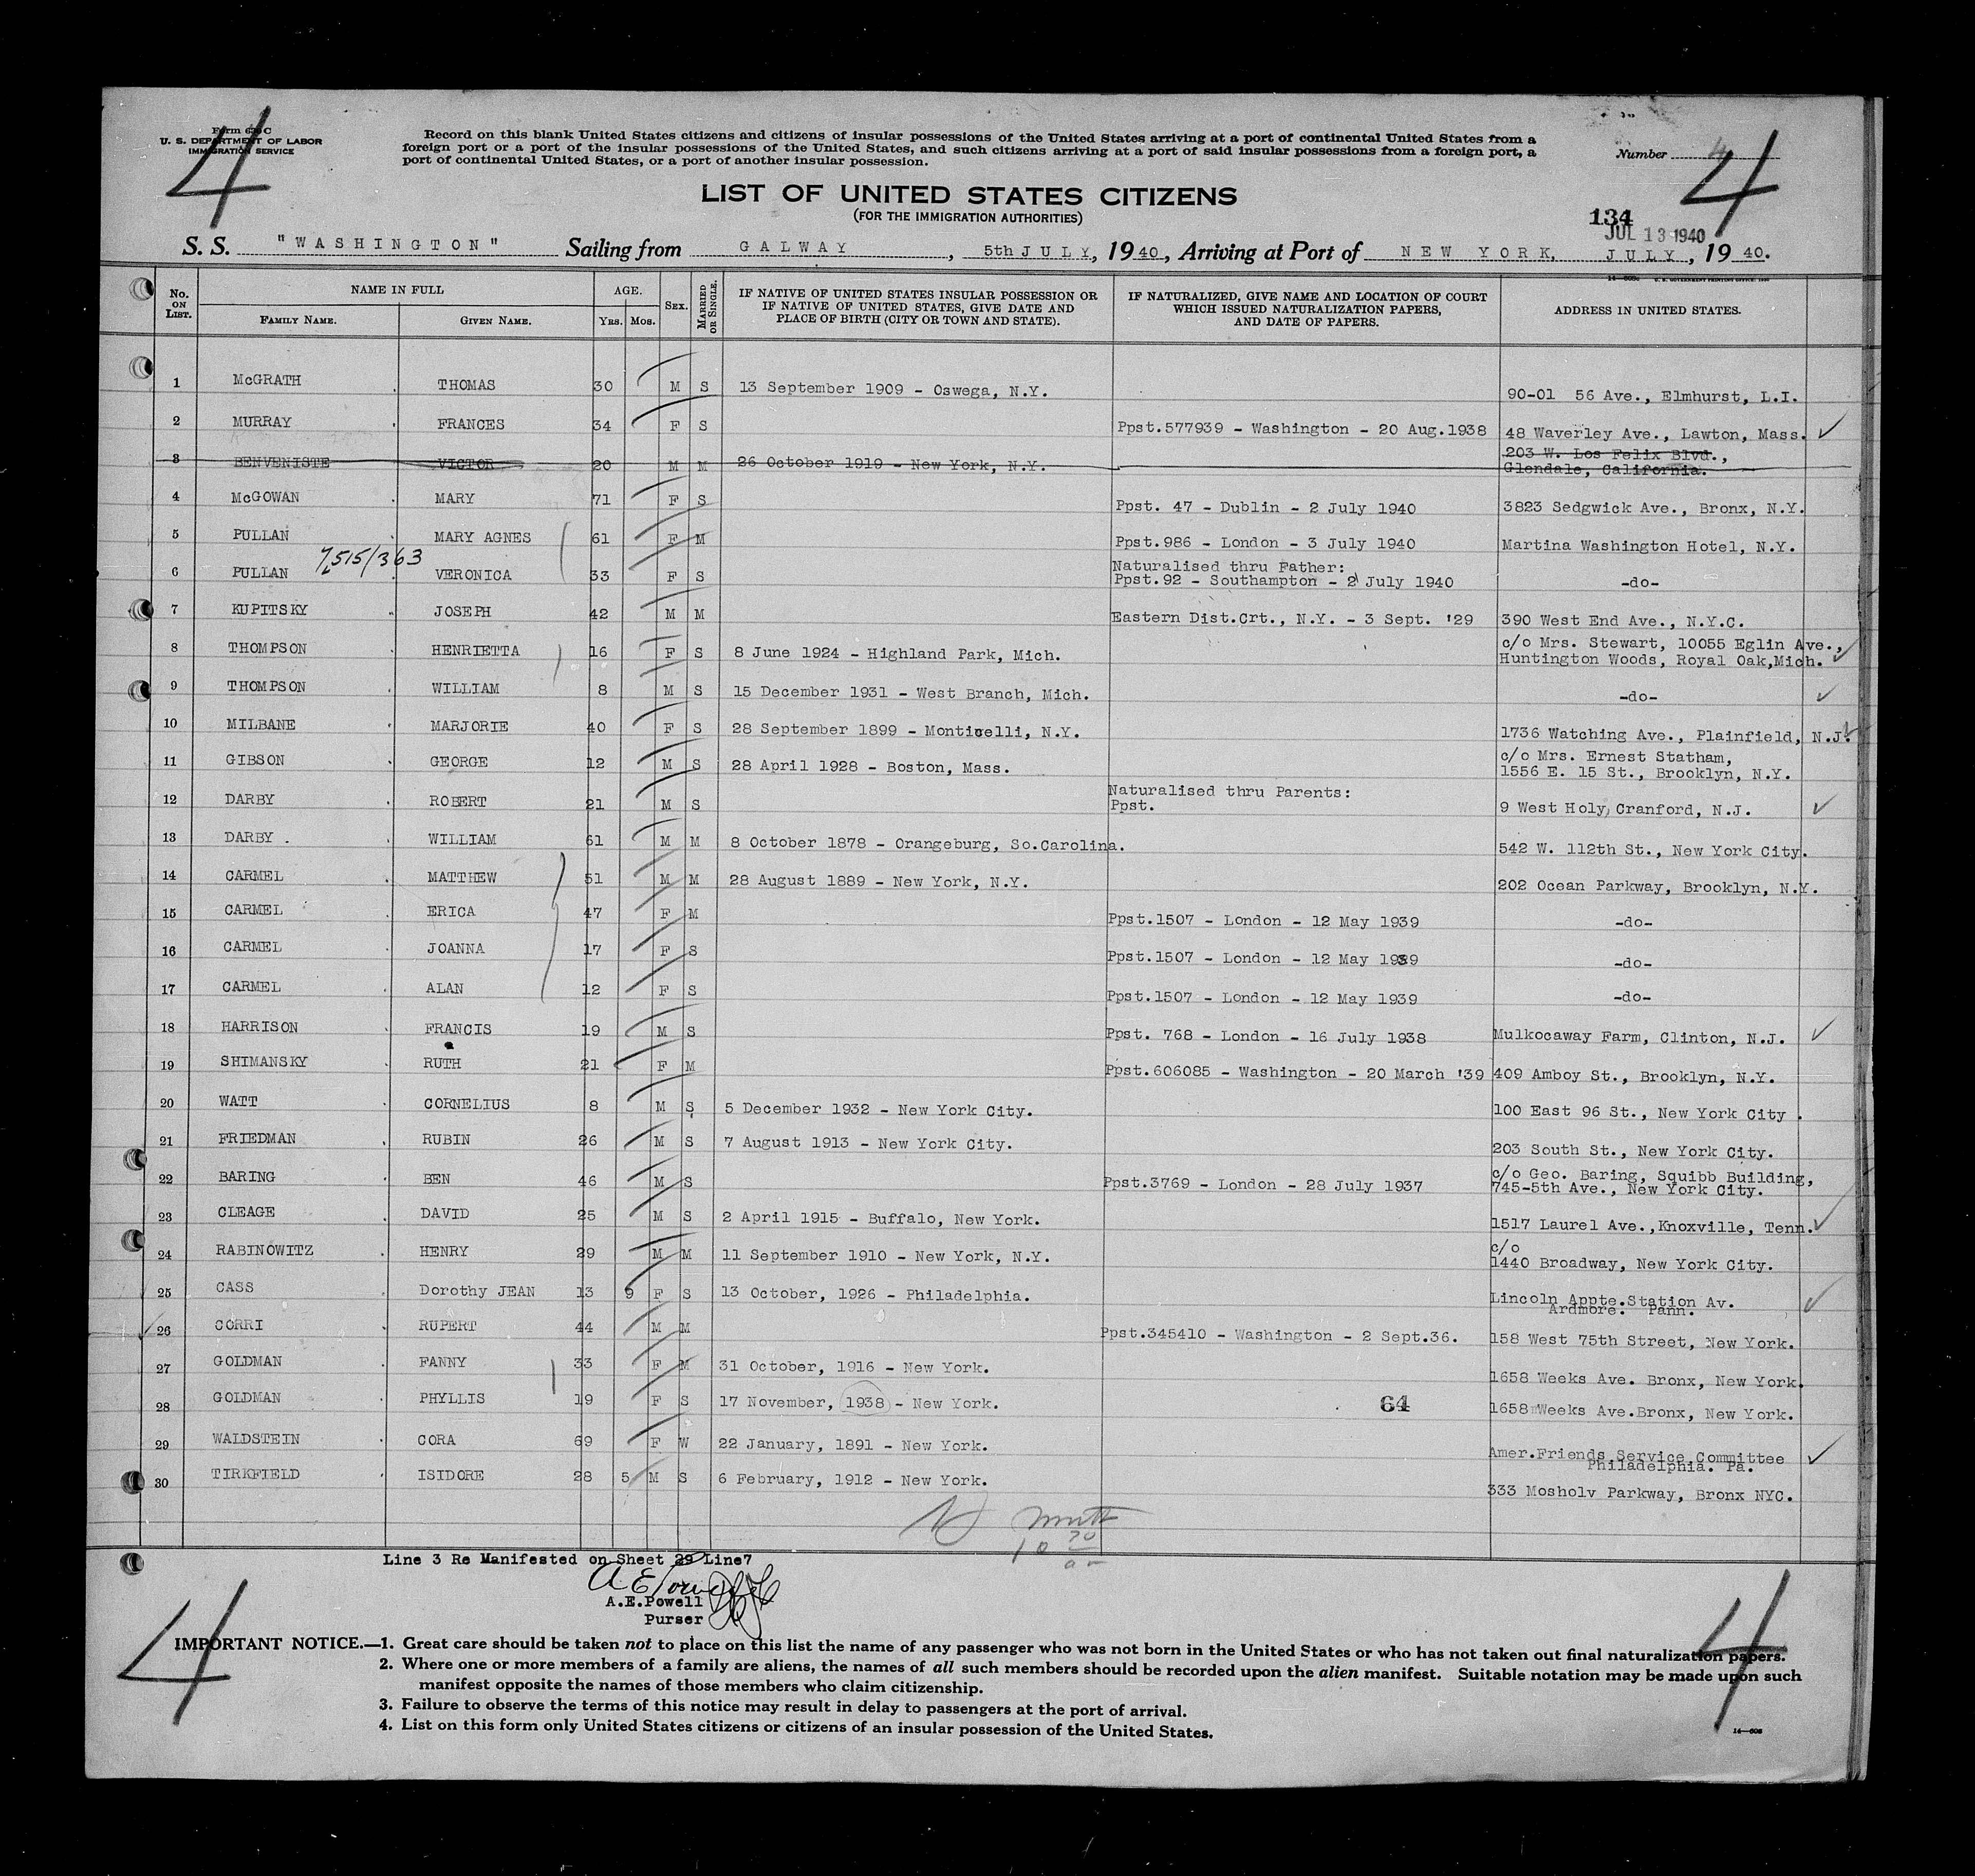 4
Form 630 C
U. S. DEPARTMENT OF LABOR
IMMIGRATION SERVICE
Record on this blank United States citizens and citizens of insular possessions of the United States arriving at a port of continental United States from a
foreign port or a port of the insular possessions of the United States, and such citizens arriving at a port of said insular possessions from a foreign port, a
port of continental United States, or a port of another insular possession.
Number 4
4
LIST OF UNITED STATES CITIZENS
(FOR THE IMMIGRATION AUTHORITIES)
134
JUL 13 1940
S. S. "WASHINGTON" Sailing from GALWAY, 5th JULY, 1940, Arriving at Port of NEW YORK, JULY, 1940.
No. ON LIST. NAME IN FULL FAMILY NAME. GIVEN NAME. AGE. YRS. MOS. SEX. MARRIED OR SINGLE. IF NATIVE OF UNITED STATES INSULAR POSSESSION OR IF NATIVE OF UNITED STATES, GIVE DATE AND PLACE OF BIRTH (CITY OR TOWN AND STATE). IF NATURALIZED, GIVE NAME AND LOCATION OF COURT WHICH ISSUED NATURALIZATION PAPERS, AND DATE OF PAPERS. ADDRESS IN UNITED STATES.
1 McGRATH THOMAS 30 M S 13 September 1909 - Oswega, N.Y. 90-01 56 Ave., Elmhurst, L.I.
2 MURRAY FRANCES 34 F S Ppst.577939 - Washington - 20 Aug.1938 48 Waverley Ave., Lawton, Mass.
3 BENVENISTE VICTOR 20 M M 26 October 1919 - New York, N.Y. 203 W. Los Felix Blvd., Glendale, California.
4 McGOWAN MARY 71 F S Ppst. 47 - Dublin - 2 July 1940 3823 Sedgwick Ave., Bronx, N.Y.
5 PULLAN MARY AGNES 61 F M Ppst.986 - London - 3 July 1940 Martina Washington Hotel, N.Y.
6 PULLAN 7515/363 VERONICA 33 F S Naturalised thru Father: Ppst.92 - Southampton - 2 July 1940 -do-
7 KUPITSKY JOSEPH 42 M M Eastern Dist.Crt., N.Y. - 3 Sept. '29 390 West End Ave., N.Y.C.
8 THOMPSON HENRIETTA 16 F S 8 June 1924 - Highland Park, Mich. c/o Mrs. Stewart, 10055 Eglin Ave., Huntington Woods, Royal Oak,Mich.
9 THOMPSON WILLIAM 8 M S 15 December 1931 - West Branch, Mich. -do-
10 MILBANE MARJORIE 40 F S 28 September 1899 - Monticelli, N.Y. 1736 Watching Ave., Plainfield, N.J.
11 GIBSON GEORGE 12 M S 28 April 1928 - Boston, Mass. c/o Mrs. Ernest Statham, 1556 E. 15 St., Brooklyn, N.Y.
12 DARBY ROBERT 21 M S Naturalised thru Parents: Ppst. 9 West Holy, Cranford, N.J.
13 DARBY . WILLIAM 61 M M 8 October 1878 - Orangeburg, So.Carolina. 542 W. 112th St., New York City.
14 CARMEL MATTHEW 51 M M 28 August 1889 - New York, N.Y. 202 Ocean Parkway, Brooklyn, N.Y.
15 CARMEL ERICA 47 F M Ppst.1507 - London - 12 May 1939 -do-
16 CARMEL JOANNA 17 F S Ppst.1507 - London - 12 May 1939 -do-
17 CARMEL ALAN 12 F S Ppst.1507 - London - 12 May 1939 -do-
18 HARRISON FRANCIS 19 M S Ppst. 768 - London - 16 July 1938 Mulkocaway Farm, Clinton, N.J.
19 SHIMANSKY RUTH 21 F M Ppst.606085 - Washington - 20 March '39 409 Amboy St., Brooklyn, N.Y.
20 WATT CORNELIUS 8 M S 5 December 1932 - New York City. 100 East 96 St., New York City .
21 FRIEDMAN RUBIN 26 M S 7 August 1913 - New York City. 203 South St., New York City.
22 BARING BEN 46 M S Ppst.3769 - London - 28 July 1937 c/o Geo. Baring, Squibb Building, 745-5th Ave., New York City.
23 CLEAGE DAVID 25 M S 2 April 1915 - Buffalo, New York. 1517 Laurel Ave.,Knoxville, Tenn.
24 RABINOWITZ HENRY 29 M M 11 September 1910 - New York, N.Y. c/o 1440 Broadway, New York City.
25 CASS Dorothy JEAN 13 9 F S 13 October, 1926 - Philadelphia. Lincoln Appte.Station Av. Ardmore. Pann.
26 CORRI RUPERT 44 M M Ppst.345410 - Washington - 2 Sept.36. 158 West 75th Street, New York.
27 GOLDMAN FANNY 33 F M 31 October, 1916 - New York. 1658 Weeks Ave. Bronx, New York.
28 GOLDMAN PHYLLIS 19 F S 17 November, 1938 - New York. 64 1658 Weeks Ave.Bronx, New York.
29 WALDSTEIN CORA 69 F W 22 January, 1891 - New York. Amer.Friends Service Committee Philadelphia. Pa.
30 TIRKFIELD ISIDORE 28 5 M S 6 February, 1912 - New York. 333 Mosholv Parkway, Bronx NYC.
Line 3 Re Manifested on Sheet 29 Line7
A.E.Powell
Purser
4
4
IMPORTANT NOTICE.—1. Great care should be taken not to place on this list the name of any passenger who was not born in the United States or who has not taken out final naturalization papers.
2. Where one or more members of a family are aliens, the names of all such members should be recorded upon the alien manifest. Suitable notation may be made upon such
manifest opposite the names of those members who claim citizenship.
3. Failure to observe the terms of this notice may result in delay to passengers at the port of arrival.
4. List on this form only United States citizens or citizens of an insular possession of the United States.
14—608